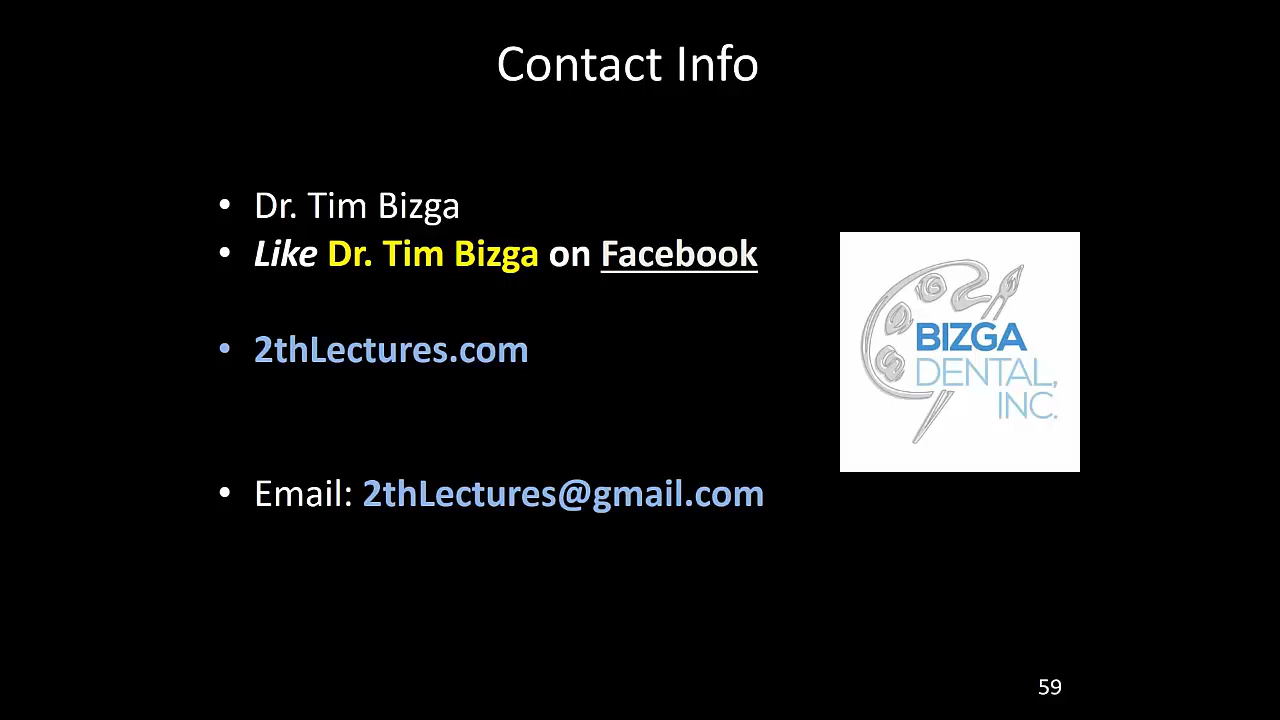 Contact Info
• Dr. Tim Bizga
• Like Dr. Tim Bizga on Facebook
• 2thLectures.com
• Email: 2thLectures@gmail.com
BIZGA
DENTAL,
INC.
59